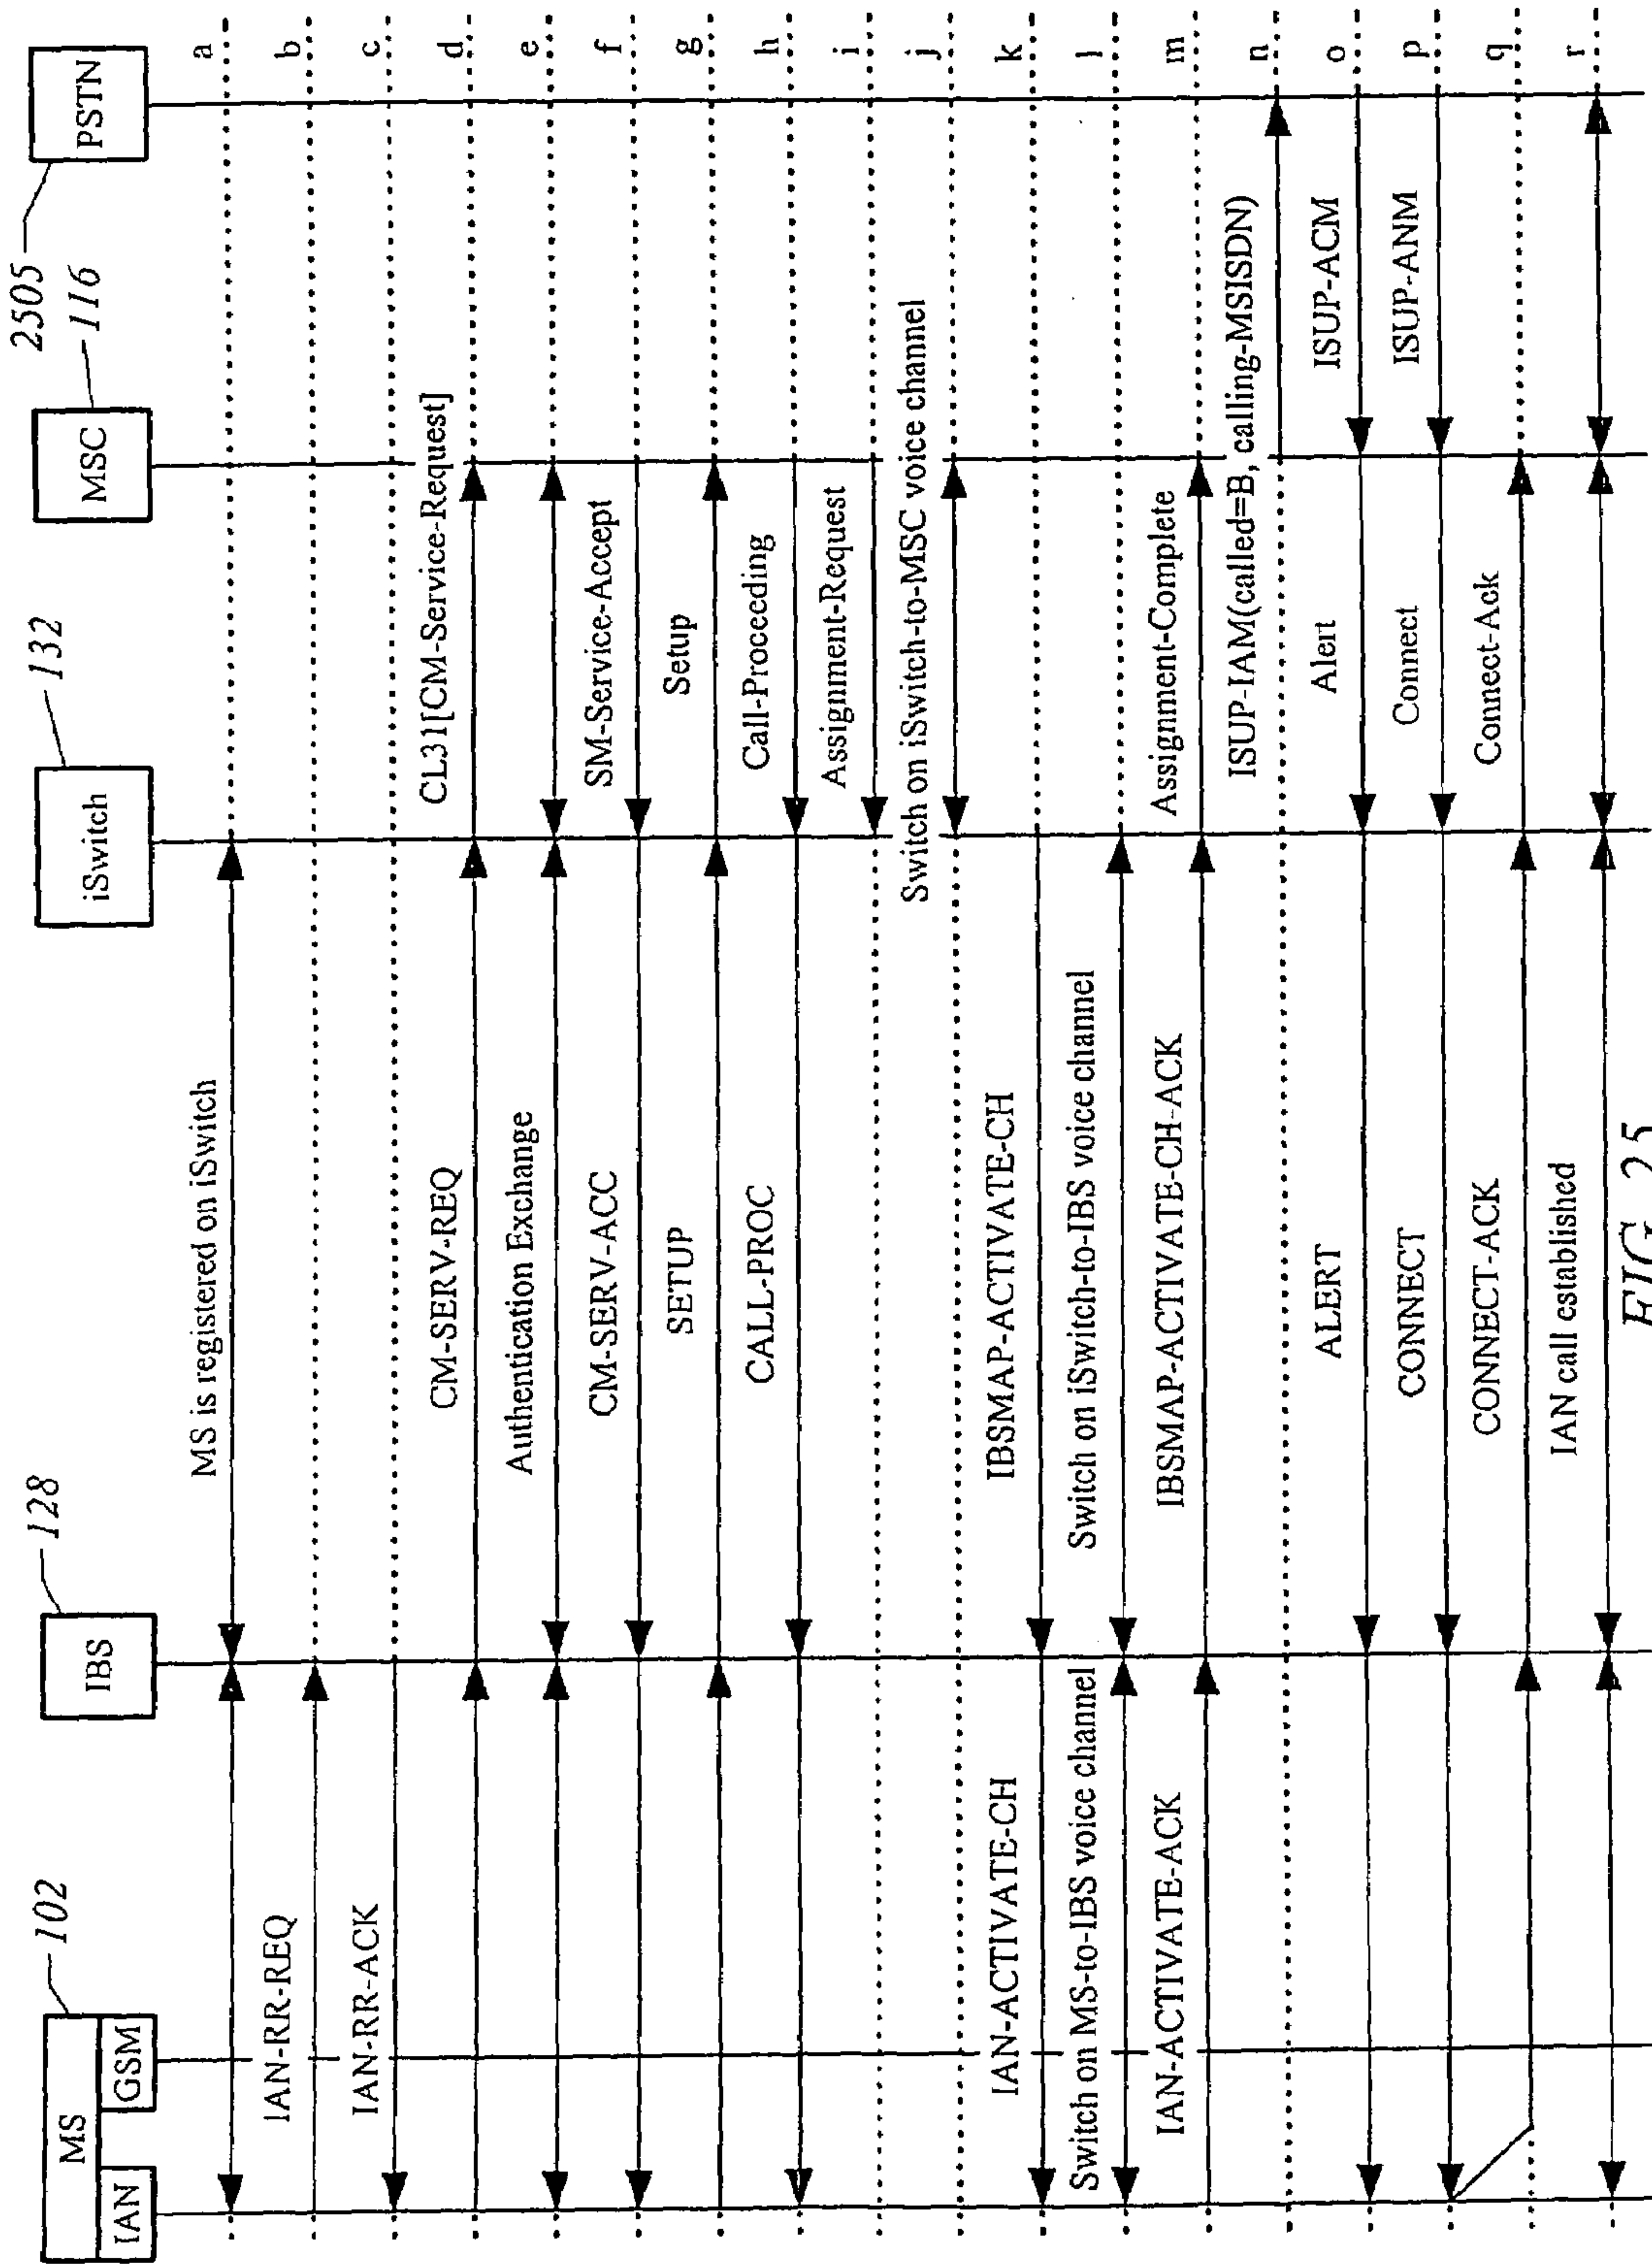 MS
IAN
GSM
102
IBS
128
iSwitch
132
MSC
116
PSTN
2505
MS is registered on iSwitch
a
IAN-RR-REQ
b
IAN-RR-ACK
c
CM-SERV-REQ
CL31[CM-Service-Request]
d
Authentication Exchange
e
CM-SERV-ACC
SM-Service-Accept
f
SETUP
Setup
g
CALL-PROC
Call-Proceeding
h
Assignment-Request
i
Switch on iSwitch-to-MSC voice channel
j
IAN-ACTIVATE-CH
IBSMAP-ACTIVATE-CH
k
Switch on MS-to-IBS voice channel
Switch on iSwitch-to-IBS voice channel
l
IAN-ACTIVATE-ACK
IBSMAP-ACTIVATE-CH-ACK
Assignment-Complete
m
ISUP-IAM(called=B, calling-MSISDN)
n
ALERT
Alert
ISUP-ACM
o
CONNECT
Connect
ISUP-ANM
p
CONNECT-ACK
Connect-Ack
q
IAN call established
r
FIG. 25